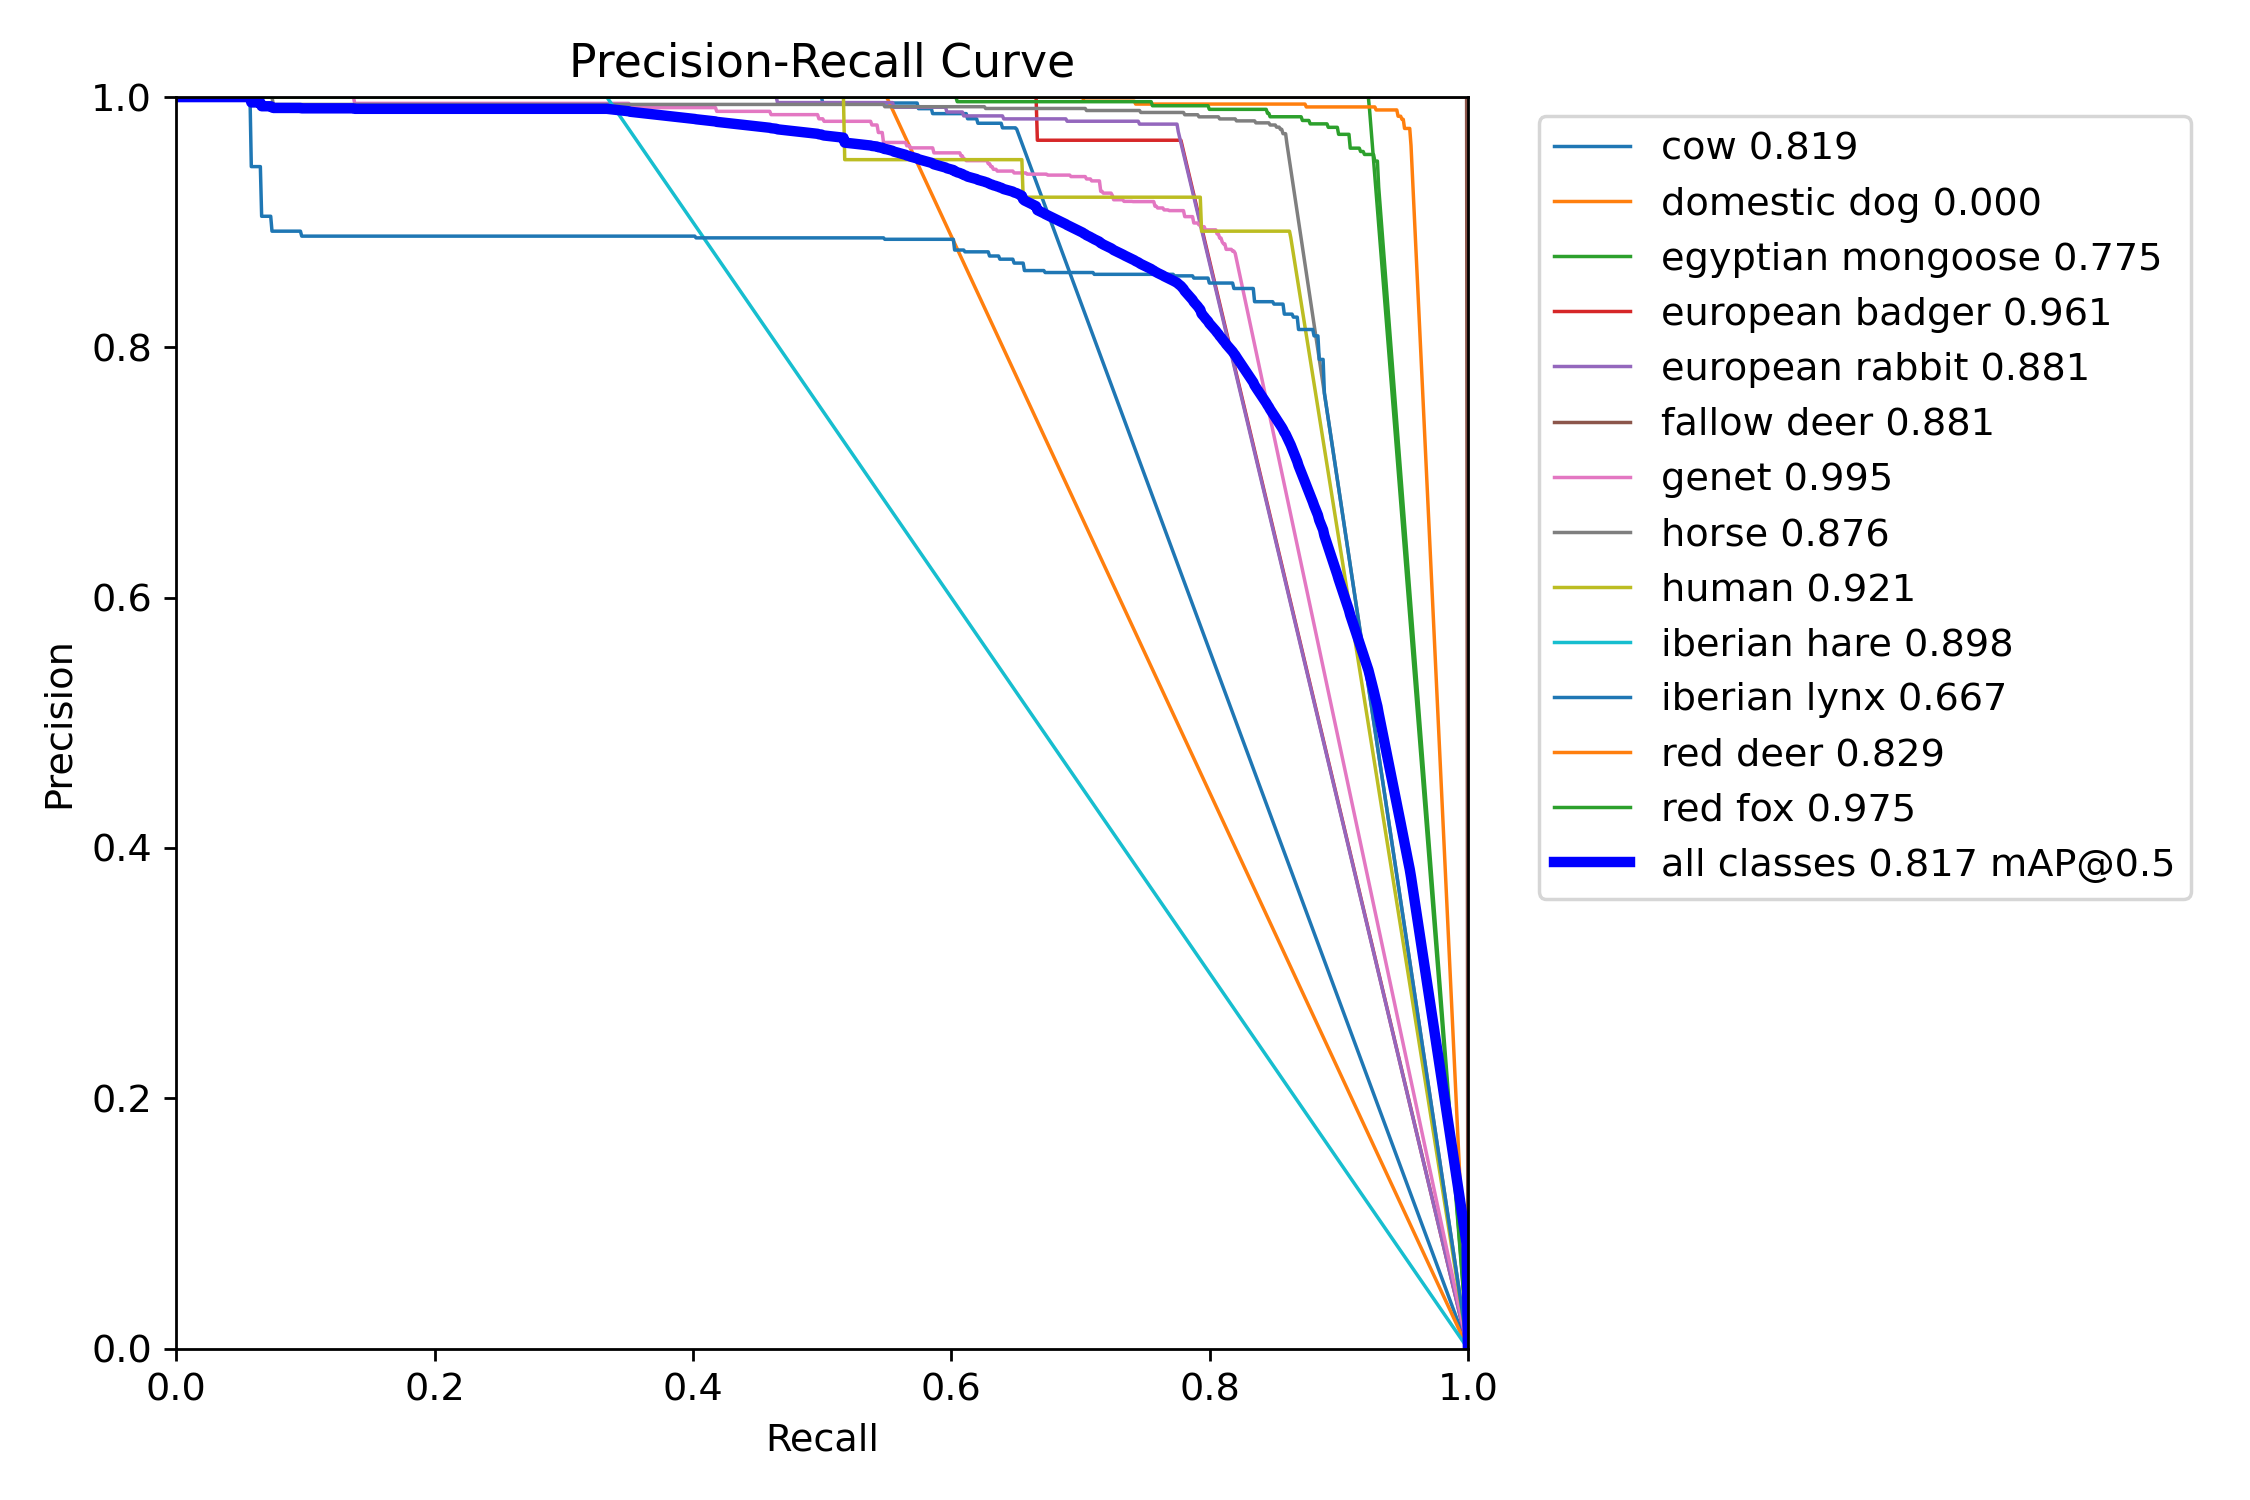 Precision-Recall Curve
1.0
0.8
0.6
0.4
0.2
0.0
Precision
0.0 0.2 0.4 0.6 0.8 1.0
Recall
cow 0.819
domestic dog 0.000
egyptian mongoose 0.775
european badger 0.961
european rabbit 0.881
fallow deer 0.881
genet 0.995
horse 0.876
human 0.921
iberian hare 0.898
iberian lynx 0.667
red deer 0.829
red fox 0.975
all classes 0.817 mAP@0.5